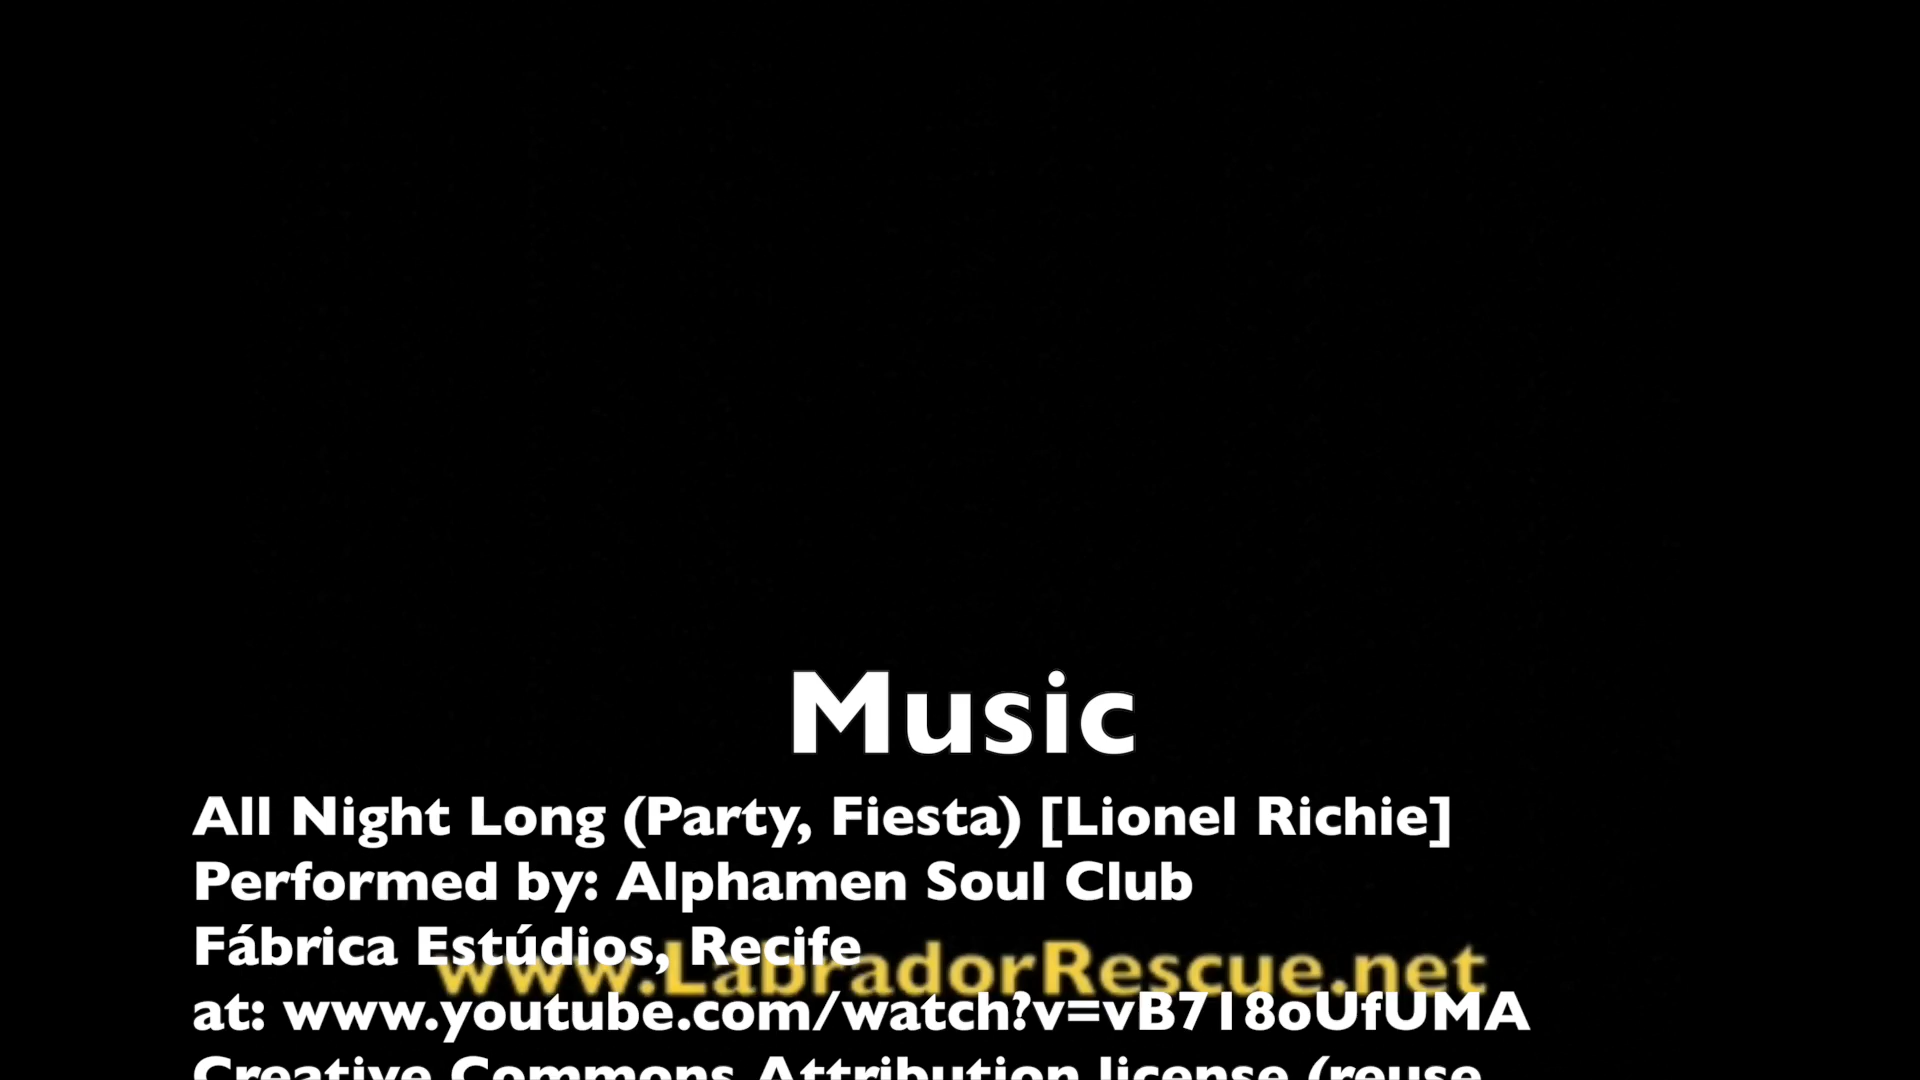 Music
All Night Long (Party, Fiesta) [Lionel Richie]
Performed by: Alphamen Soul Club
Fábrica Estúdios, Recife
www.LabradorRescue.net
at: www.youtube.com/watch?v=vB718oUfUMA
Creative Commons Attribution license (reuse